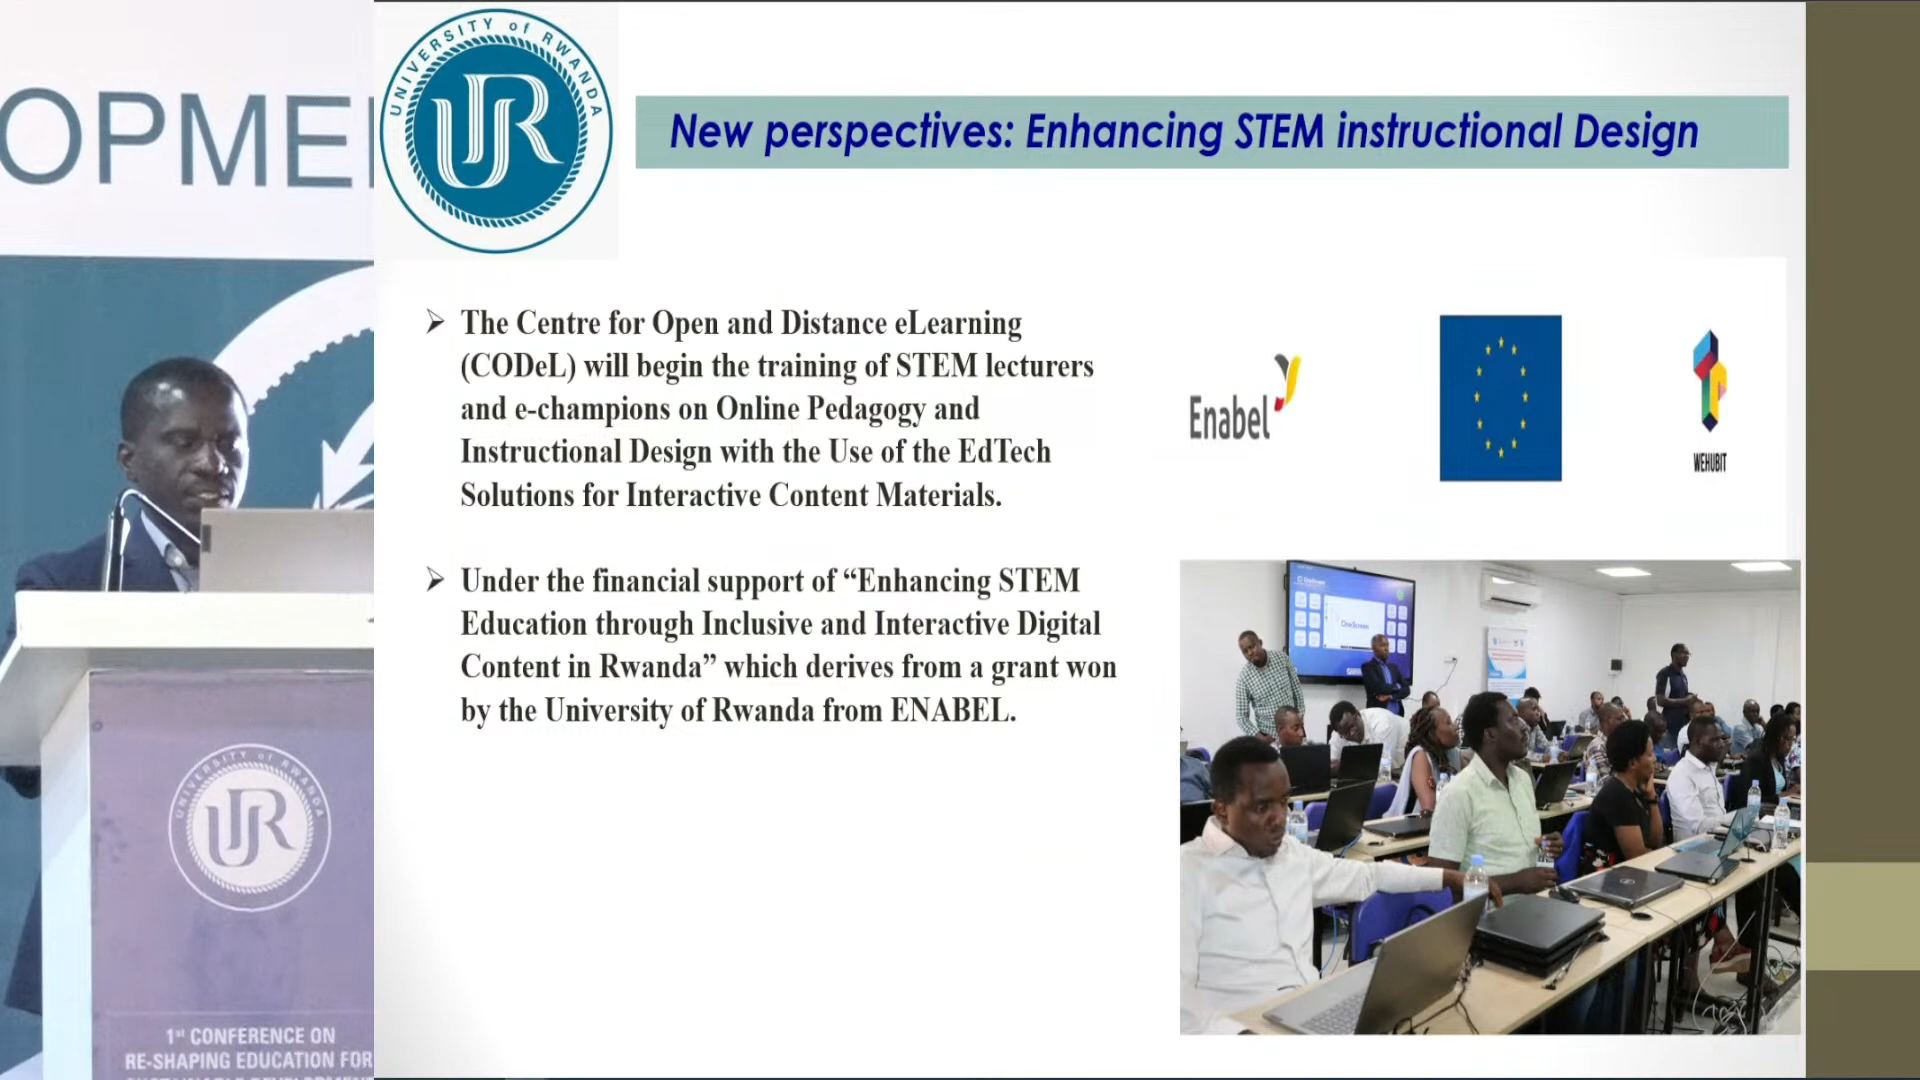 OPME
UNIVERSITY of RWANDA
UR
New perspectives: Enhancing STEM instructional Design
➢ The Centre for Open and Distance eLearning
(CODeL) will begin the training of STEM lecturers
and e-champions on Online Pedagogy and
Instructional Design with the Use of the EdTech
Solutions for Interactive Content Materials.
➢ Under the financial support of “Enhancing STEM
Education through Inclusive and Interactive Digital
Content in Rwanda” which derives from a grant won
by the University of Rwanda from ENABEL.
Enabel
WEHUBIT
OneScreen
OneScreen
UNIVERSITY of RWANDA
UR
1st CONFERENCE ON
RE-SHAPING EDUCATION FOR
SUSTAINABLE DEVELOPMENT